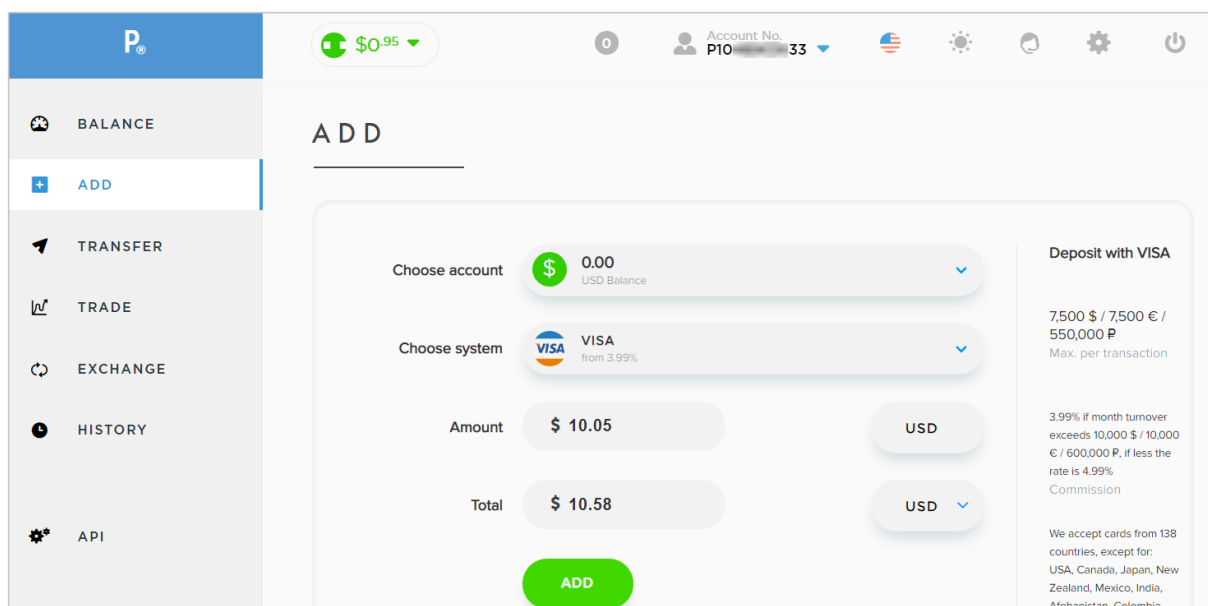 P®
$0.95
0
Account No.
P10 33
BALANCE
ADD
TRANSFER
TRADE
EXCHANGE
HISTORY
API
ADD
Choose account
$
0.00
USD Balance
Choose system
VISA
VISA
from 3.99%
Amount
$ 10.05
USD
Total
$ 10.58
USD
ADD
Deposit with VISA
7,500 $ / 7,500 € /
550,000 ₽
Max. per transaction
3.99% if month turnover
exceeds 10,000 $ / 10,000
€ / 600,000 ₽, if less the
rate is 4.99%
Commission
We accept cards from 138
countries, except for:
USA, Canada, Japan, New
Zealand, Mexico, India,
Afghanistan, Colombia